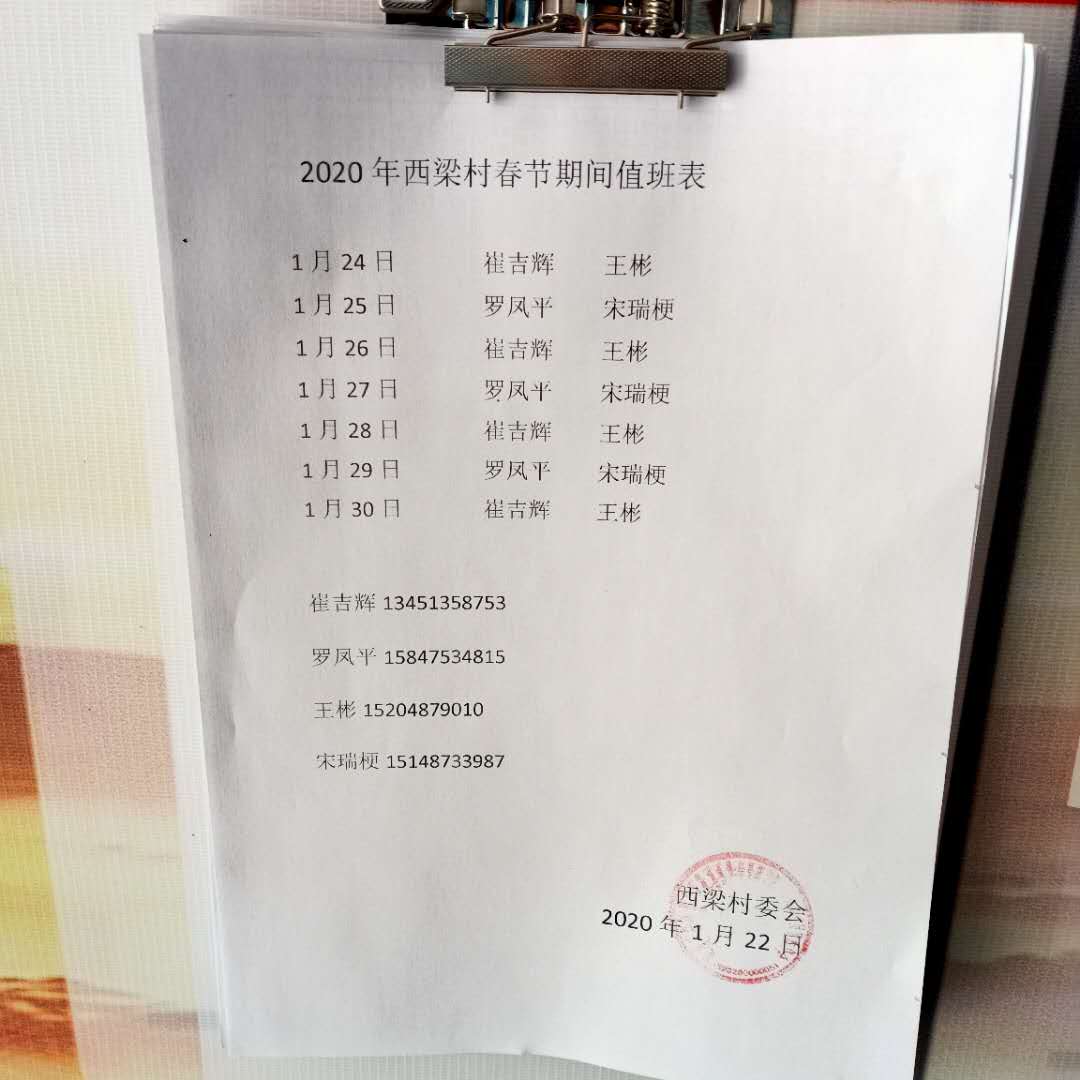 2020年西梁村春节期间值班表
1月24日 崔吉辉 王彬
1月25日 罗凤平 宋瑞梗
1月26日 崔吉辉 王彬
1月27日 罗凤平 宋瑞梗
1月28日 崔吉辉 王彬
1月29日 罗凤平 宋瑞梗
1月30日 崔吉辉 王彬
崔吉辉 13451358753
罗凤平 15847534815
王彬 15204879010
宋瑞梗 15148733987
西梁村委会
2020年1月22日